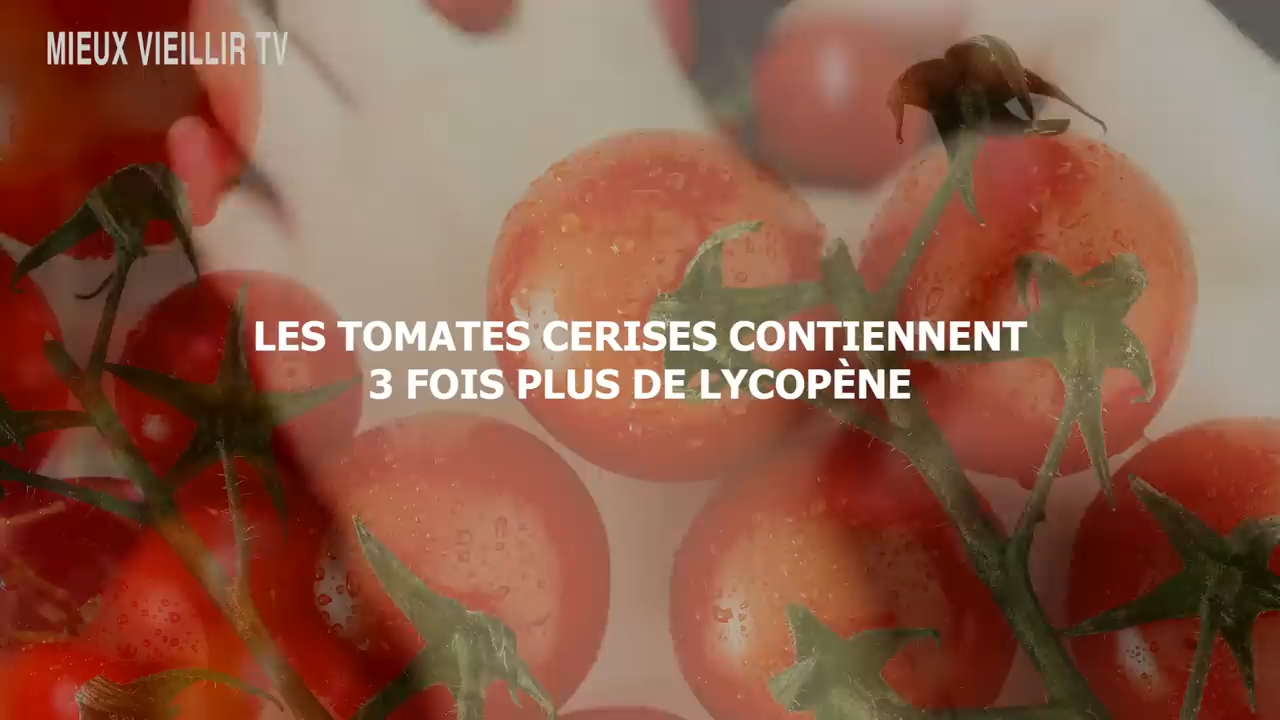 MIEUX VIEILLIR TV
LES TOMATES CERISES CONTIENNENT
3 FOIS PLUS DE LYCOPÈNE